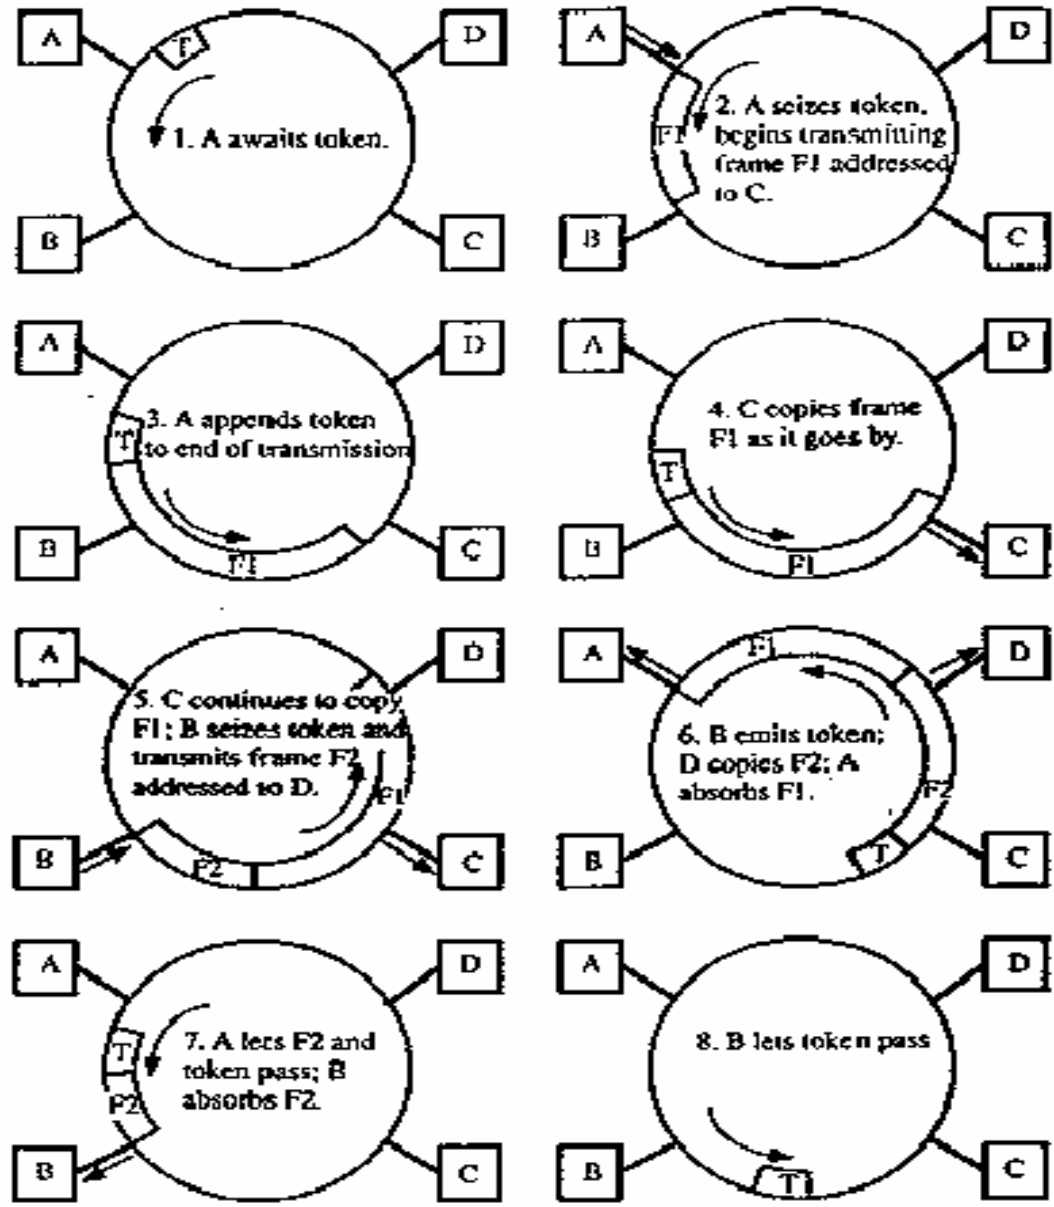 A
D
T
1. A awaits token.
B
C
A
D
F1
2. A seizes token,
begins transmitting
frame F1 addressed
to C.
B
C
A
D
T
3. A appends token
to end of transmission
B
F1
C
A
D
4. C copies frame
F1 as it goes by.
T
B
F1
C
A
D
5. C continues to copy
F1; B seizes token and
transmits frame F2
addressed to D.
F1
B
F2
C
A
F1
D
6. B emits token;
D copies F2; A
absorbs F1.
F2
B
T
C
A
D
7. A lets F2 and
token pass; B
absorbs F2.
T
F2
B
C
A
D
8. B lets token pass
B
T
C